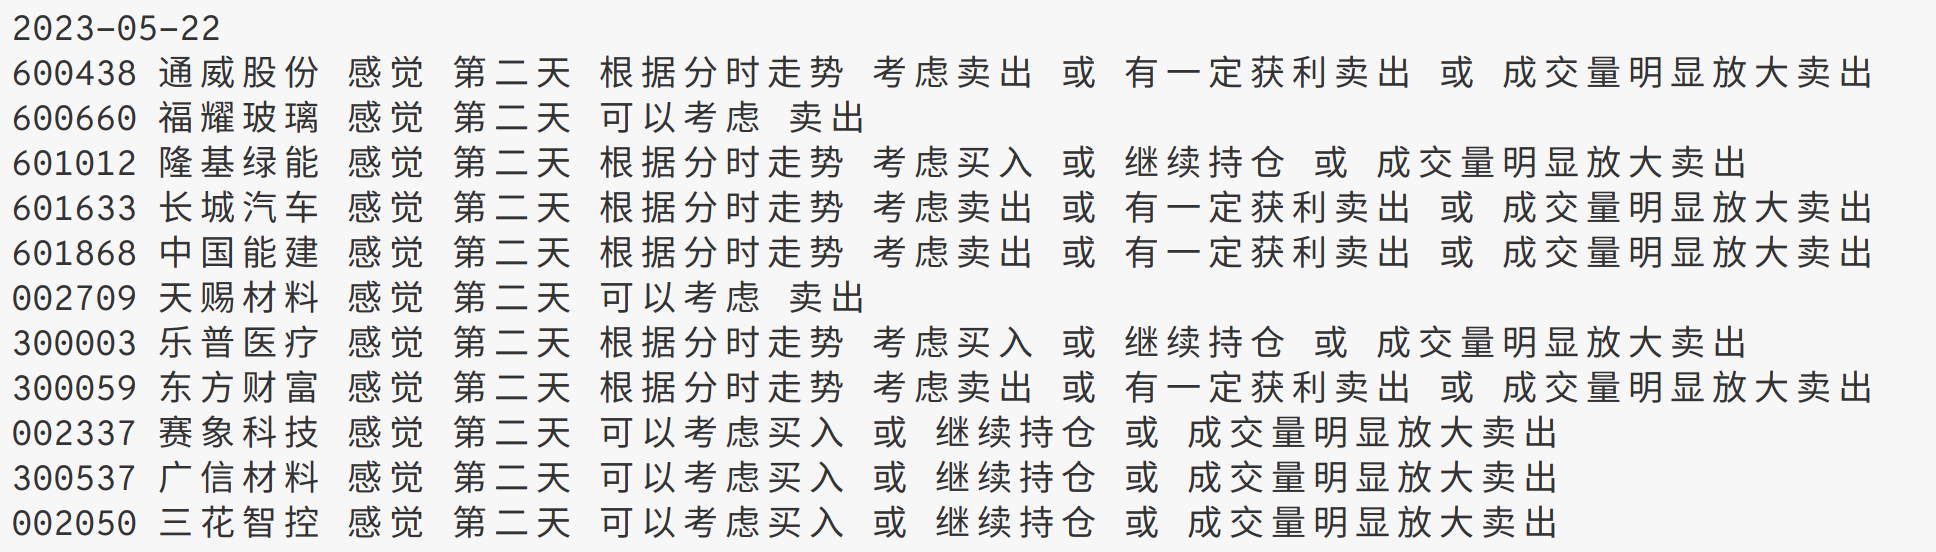 2023-05-22
600438 通威股份 感觉 第二天 根据分时走势 考虑卖出 或 有一定获利卖出 或 成交量明显放大卖出
600660 福耀玻璃 感觉 第二天 可以考虑 卖出
601012 隆基绿能 感觉 第二天 根据分时走势 考虑买入 或 继续持仓 或 成交量明显放大卖出
601633 长城汽车 感觉 第二天 根据分时走势 考虑卖出 或 有一定获利卖出 或 成交量明显放大卖出
601868 中国能建 感觉 第二天 根据分时走势 考虑卖出 或 有一定获利卖出 或 成交量明显放大卖出
002709 天赐材料 感觉 第二天 可以考虑 卖出
300003 乐普医疗 感觉 第二天 根据分时走势 考虑买入 或 继续持仓 或 成交量明显放大卖出
300059 东方财富 感觉 第二天 根据分时走势 考虑卖出 或 有一定获利卖出 或 成交量明显放大卖出
002337 赛象科技 感觉 第二天 可以考虑买入 或 继续持仓 或 成交量明显放大卖出
300537 广信材料 感觉 第二天 可以考虑买入 或 继续持仓 或 成交量明显放大卖出
002050 三花智控 感觉 第二天 可以考虑买入 或 继续持仓 或 成交量明显放大卖出